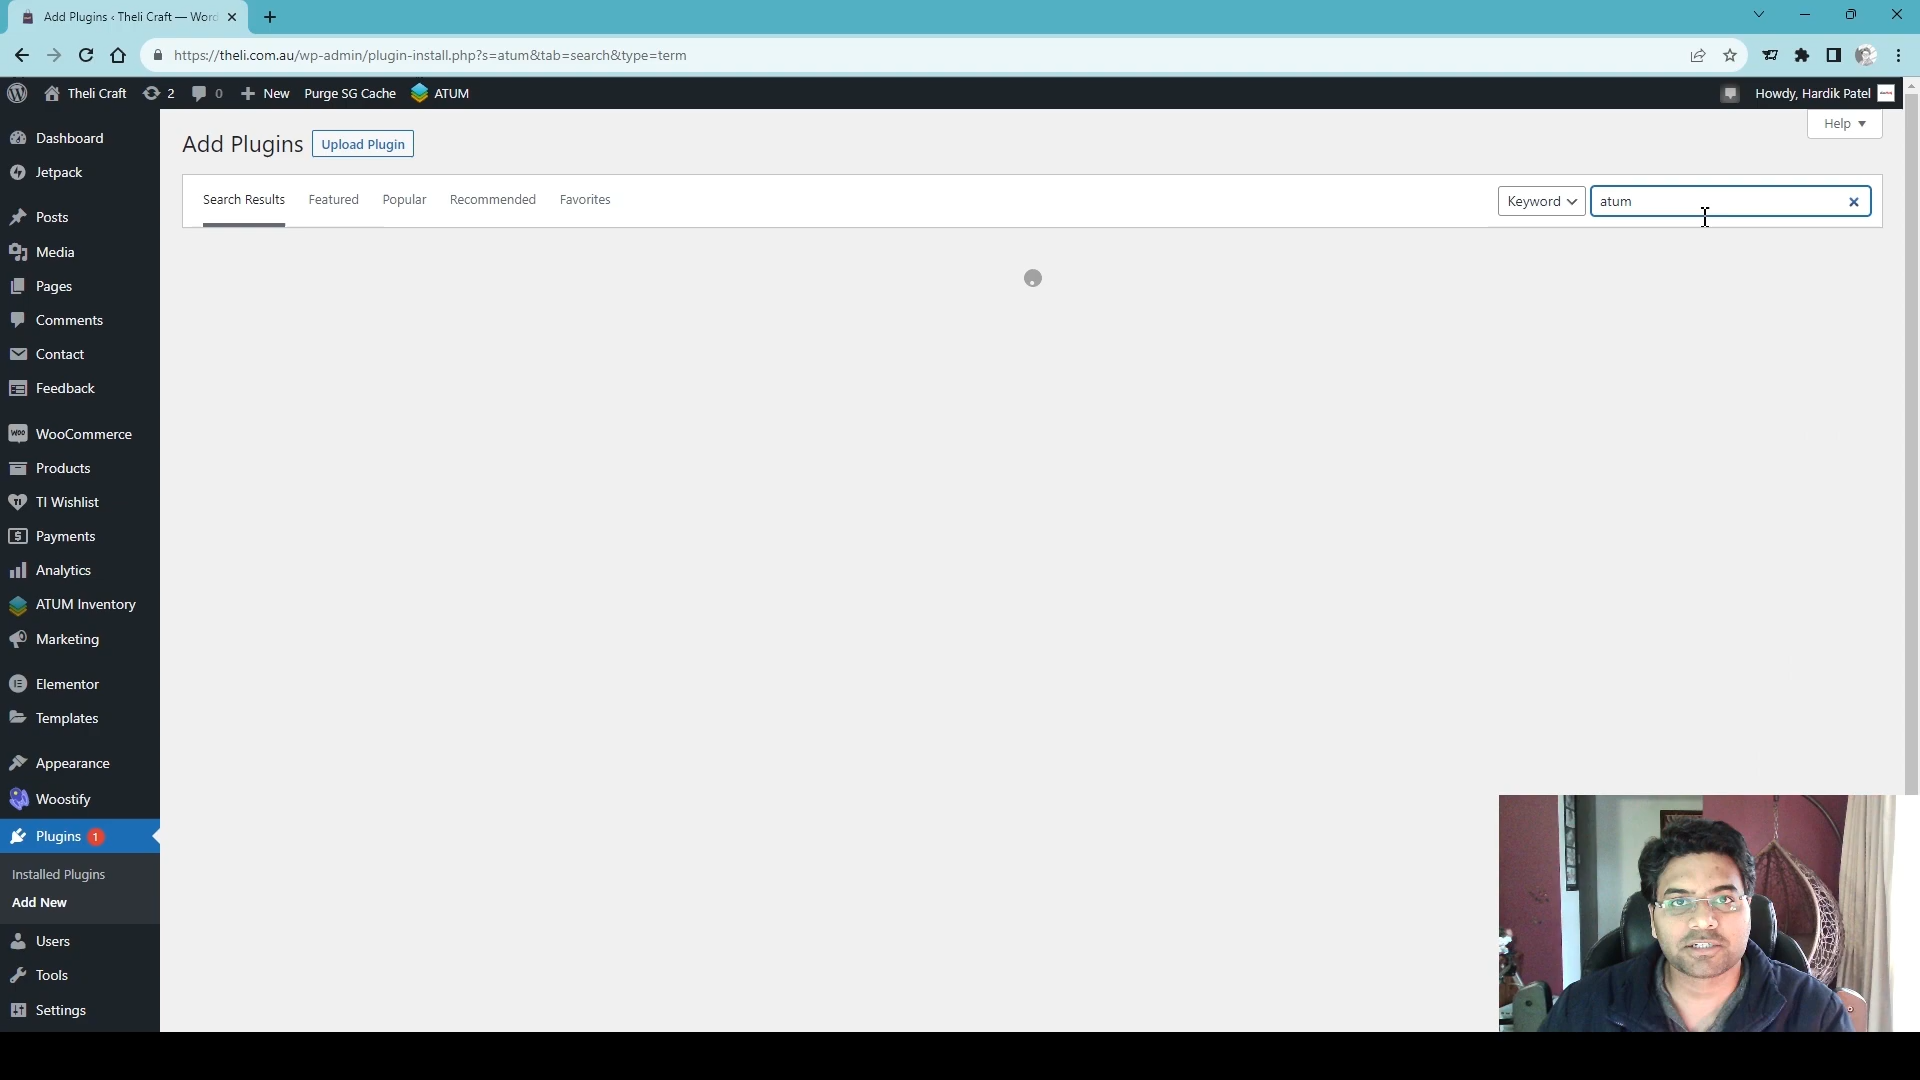 Add Plugins ‹ Theli Craft — Word
https://theli.com.au/wp-admin/plugin-install.php?s=atum&tab=search&type=term
Theli Craft 2 0 New Purge SG Cache ATUM Howdy, Hardik Patel
Help
Add Plugins Upload Plugin
Search Results Featured Popular Recommended Favorites Keyword atum
Dashboard
Jetpack
Posts
Media
Pages
Comments
Contact
Feedback
WooCommerce
Products
TI Wishlist
Payments
Analytics
ATUM Inventory
Marketing
Elementor
Templates
Appearance
Woostify
Plugins 1
Installed Plugins
Add New
Users
Tools
Settings